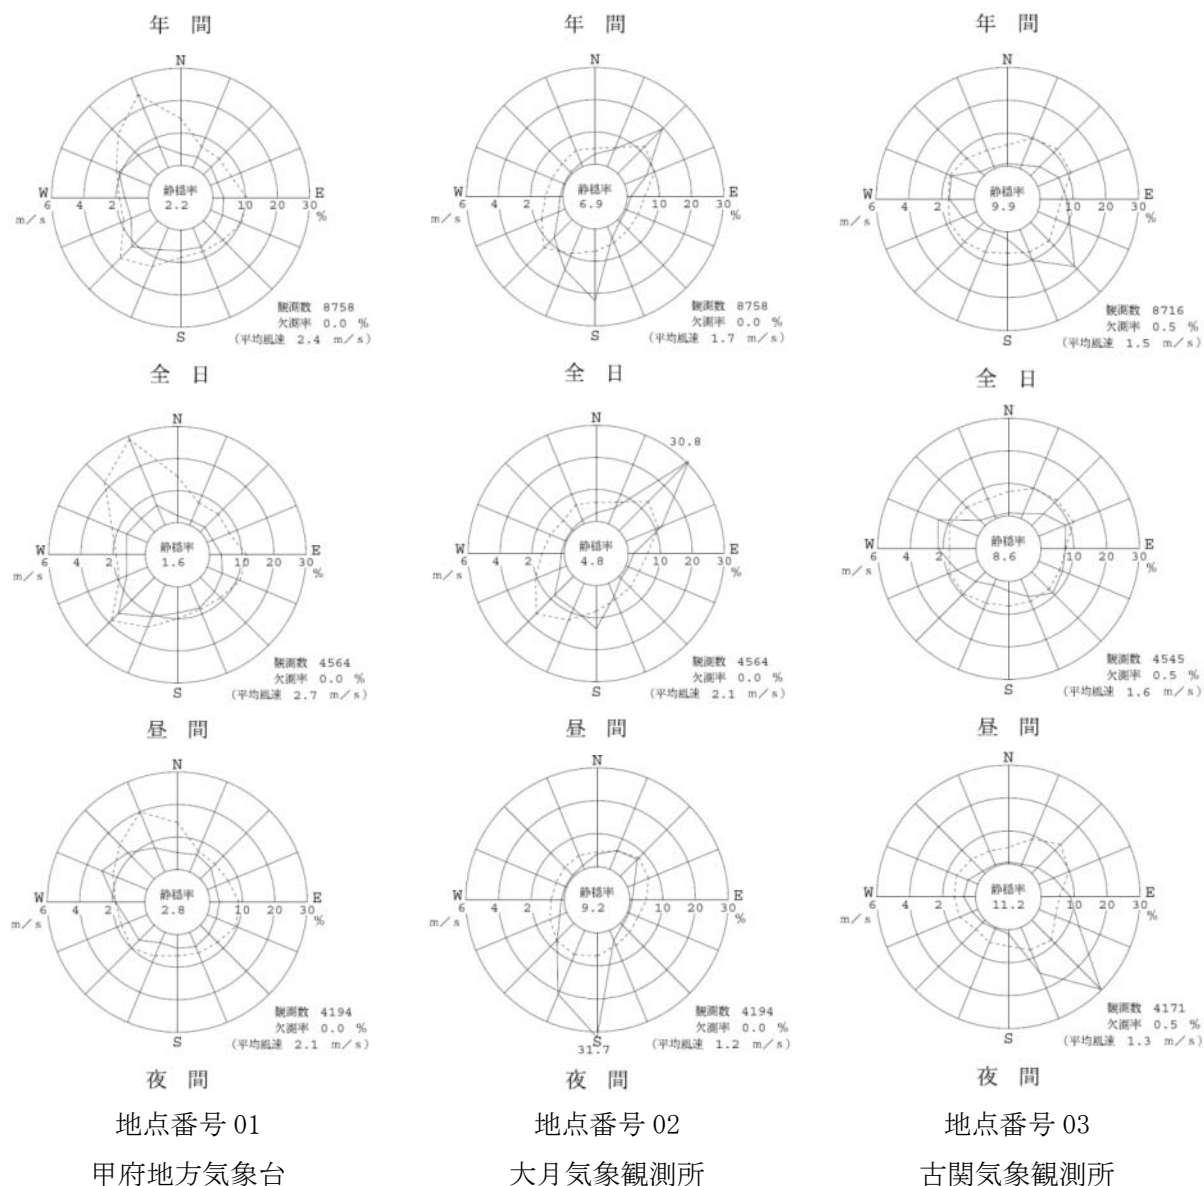 年 間
N
W
E
S
静穏率
2.2
6 4 2 10 20 30
m/s
%
観測数 8758
欠測率 0.0 %
(平均風速 2.4 m/s)
全 日
年 間
N
E
S
静穏率
6.9
6 4 2 10 20 30
m/s
%
W
観測数 8758
欠測率 0.0 %
(平均風速 1.7 m/s)
全 日
年 間
N
W
E
S
静穏率
9.9
6 4 2 10 20 30
m/s
%
観測数 8716
欠測率 0.5 %
(平均風速 1.5 m/s)
全 日
N
W
E
S
静穏率
1.6
6 4 2 10 20 30
m/s
%
観測数 4564
欠測率 0.0 %
(平均風速 2.7 m/s)
昼 間
N
30.8
W
E
S
静穏率
4.8
6 4 2 10 20 30
m/s
%
観測数 4564
欠測率 0.0 %
(平均風速 2.1 m/s)
昼 間
N
W
E
S
静穏率
8.6
6 4 2 10 20 30
m/s
%
観測数 4545
欠測率 0.5 %
(平均風速 1.6 m/s)
昼 間
N
W
E
S
静穏率
2.8
6 4 2 10 20 30
m/s
%
観測数 4194
欠測率 0.0 %
(平均風速 2.1 m/s)
夜 間
N
W
E
S
31.7
静穏率
9.2
6 4 2 10 20 30
m/s
%
観測数 4194
欠測率 0.0 %
(平均風速 1.2 m/s)
夜 間
N
W
E
S
静穏率
11.2
6 4 2 10 20 30
m/s
%
観測数 4171
欠測率 0.5 %
(平均風速 1.3 m/s)
夜 間
地点番号 01
甲府地方気象台
地点番号 02
大月気象観測所
地点番号 03
古関気象観測所